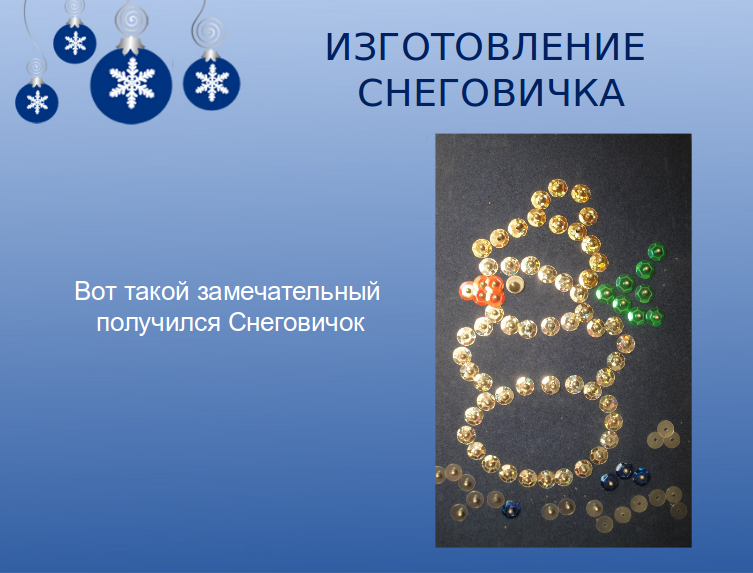 ИЗГОТОВЛЕНИЕ
СНЕГОВИЧКА
Вот такой замечательный
получился Снеговичок